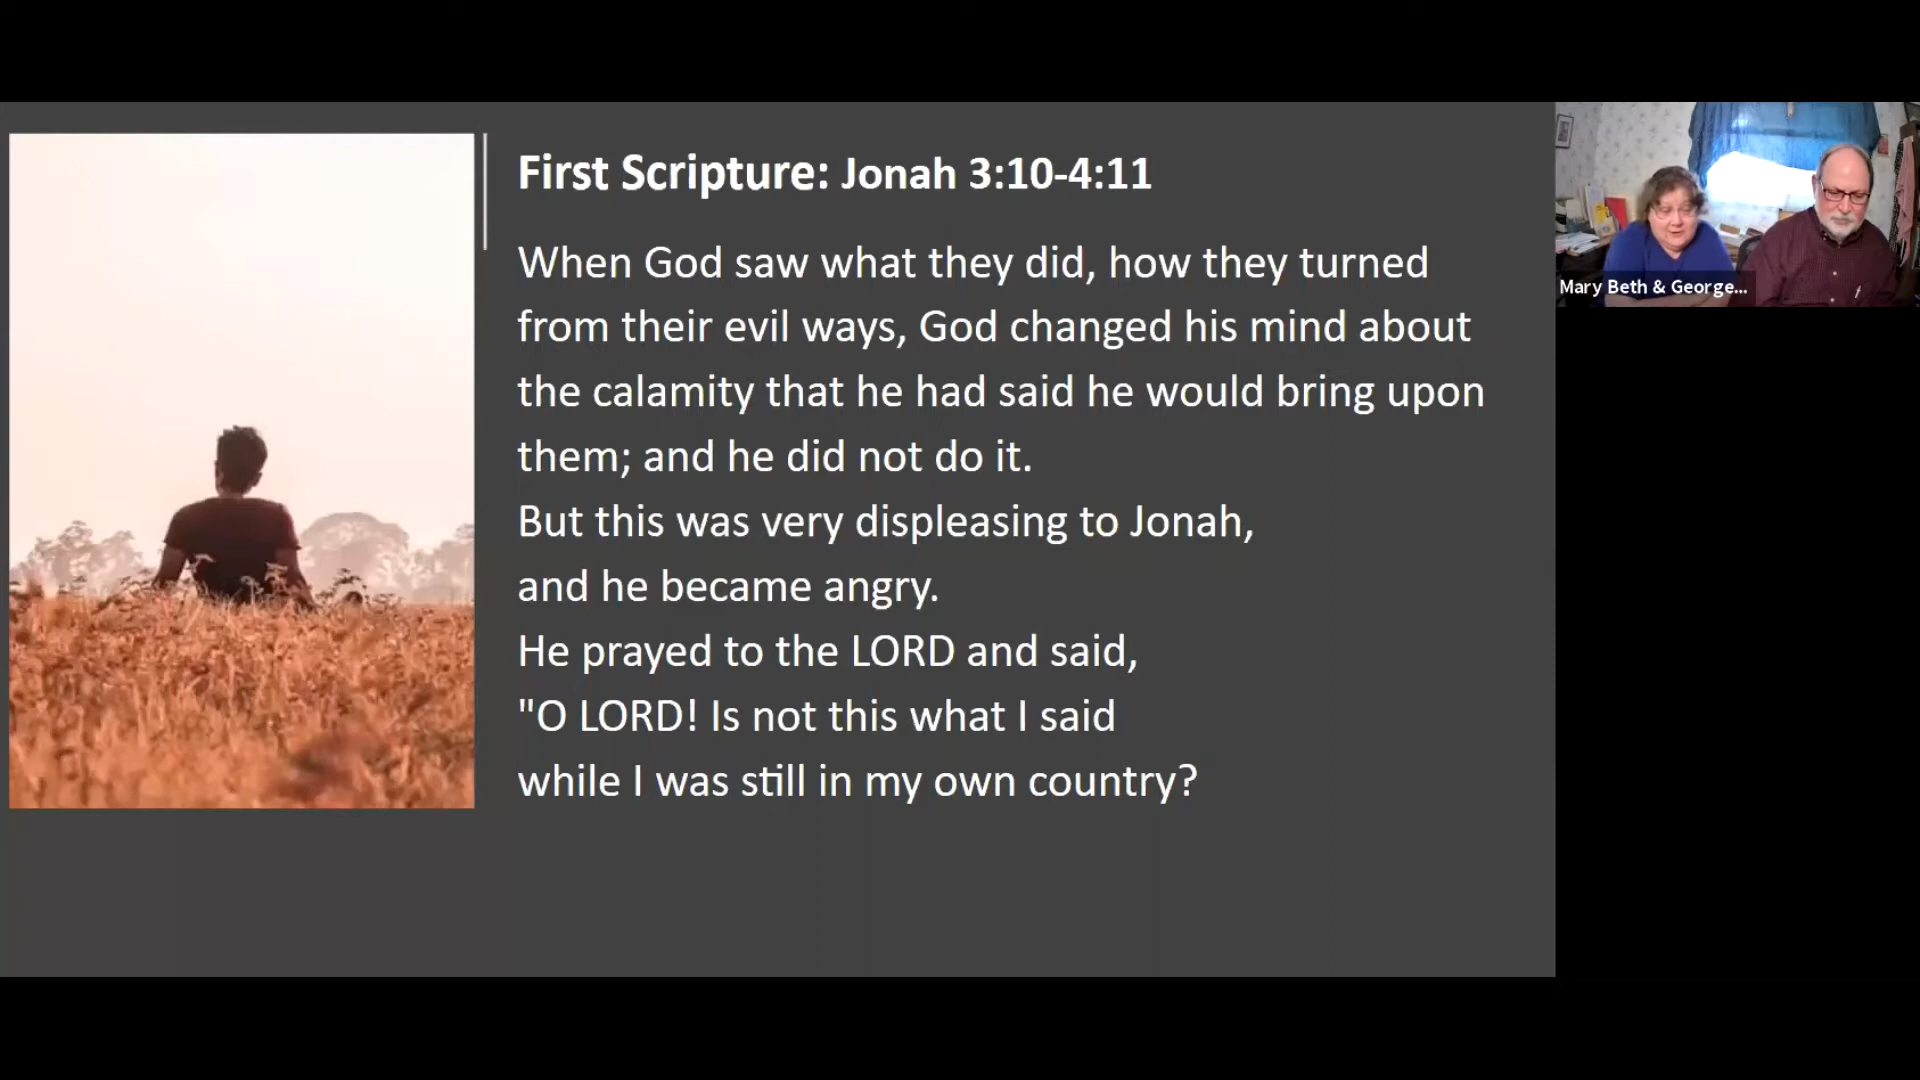 First Scripture: Jonah 3:10-4:11
When God saw what they did, how they turned
from their evil ways, God changed his mind about
the calamity that he had said he would bring upon
them; and he did not do it.
But this was very displeasing to Jonah,
and he became angry.
He prayed to the LORD and said,
"O LORD! Is not this what I said
while I was still in my own country?
Mary Beth & George...